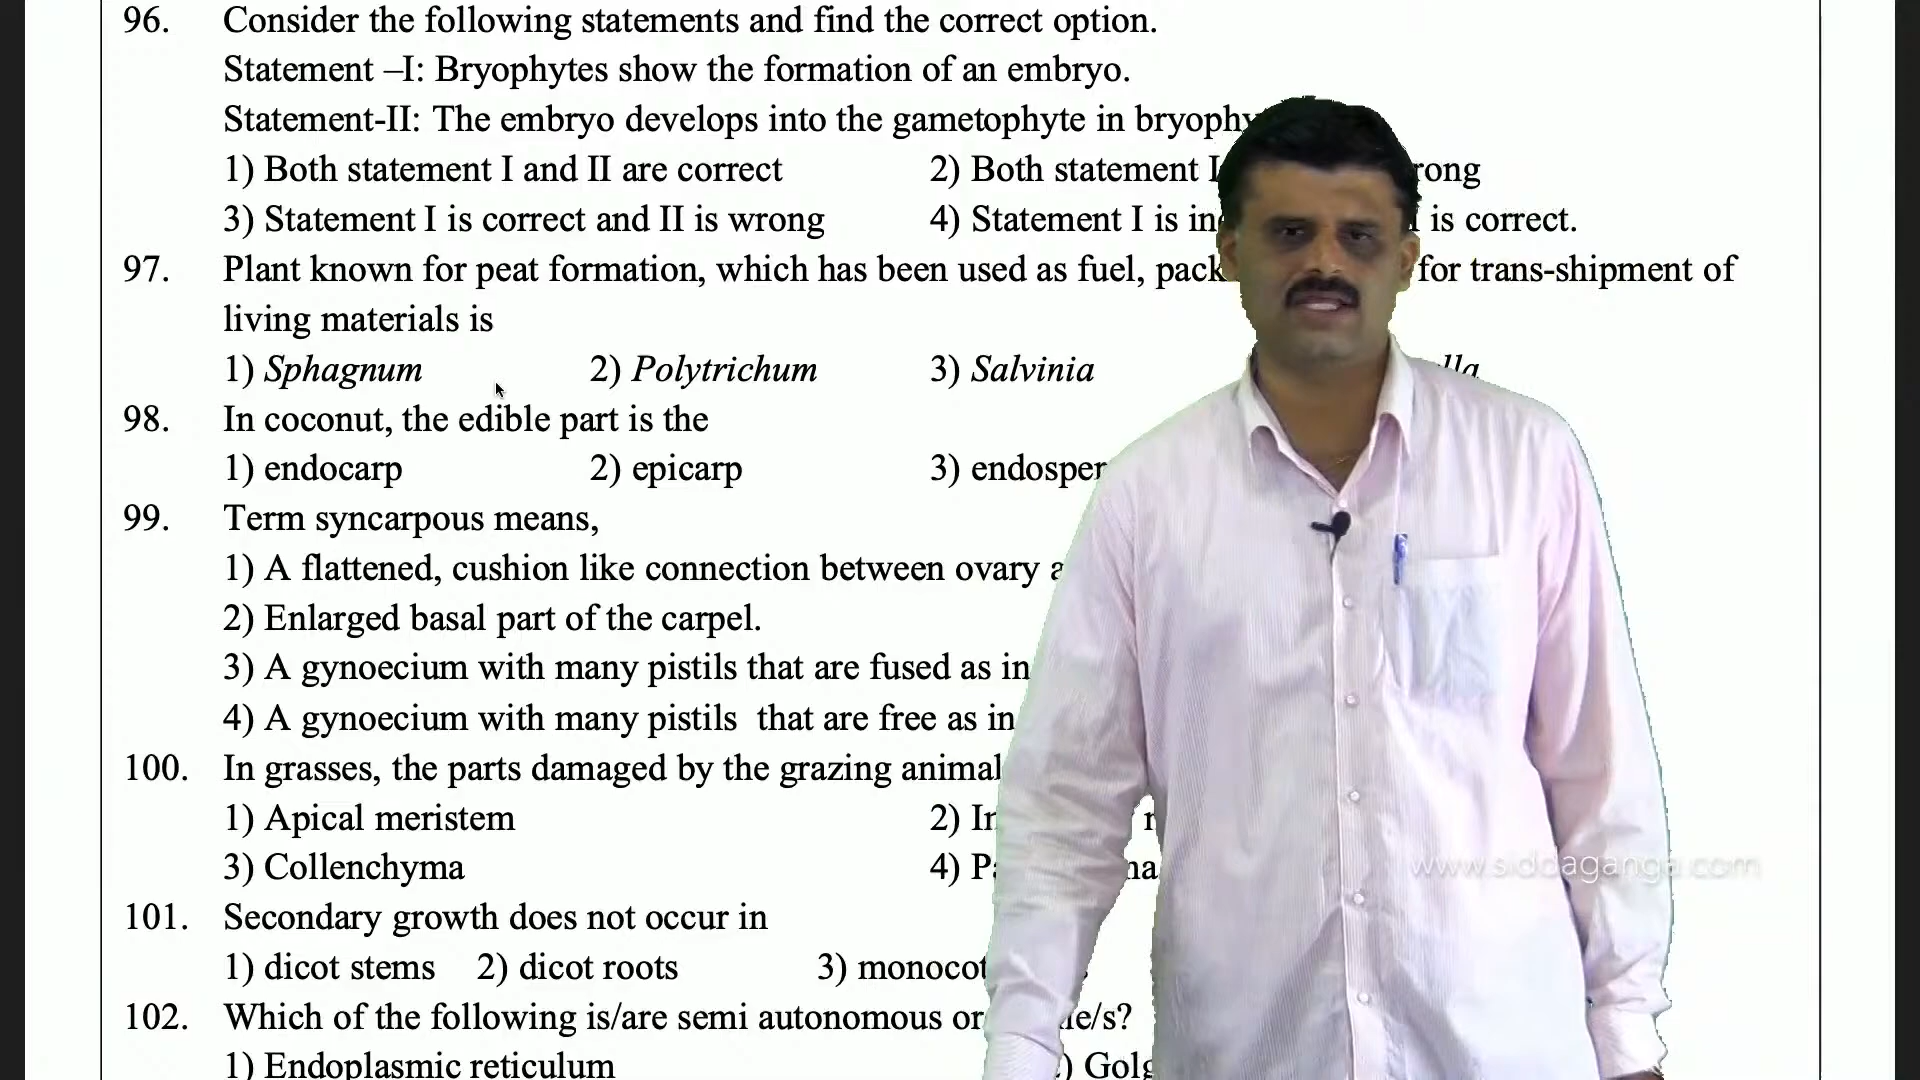 96. Consider the following statements and find the correct option.
Statement –I: Bryophytes show the formation of an embryo.
Statement-II: The embryo develops into the gametophyte in
1) Both statement I and II are correct 2) Both statement
3) Statement I is correct and II is wrong 4) Statement I is is correct.
97. Plant known for peat formation, which has been used as fuel, for trans-shipment of
living materials is
1) Sphagnum 2) Polytrichum 3) Salvinia
98. In coconut, the edible part is the
1) endocarp 2) epicarp 3)
99. Term syncarpous means,
1) A flattened, cushion like connection between ovary
2) Enlarged basal part of the carpel.
3) A gynoecium with many pistils that are fused as in
4) A gynoecium with many pistils that are free as in
100. In grasses, the parts damaged by the grazing
1) Apical meristem 2)
3) Collenchyma 4)
www.siddaganga.com
101. Secondary growth does not occur in
1) dicot stems 2) dicot roots 3)
102. Which of the following is/are semi autonomous
1) Endoplasmic reticulum